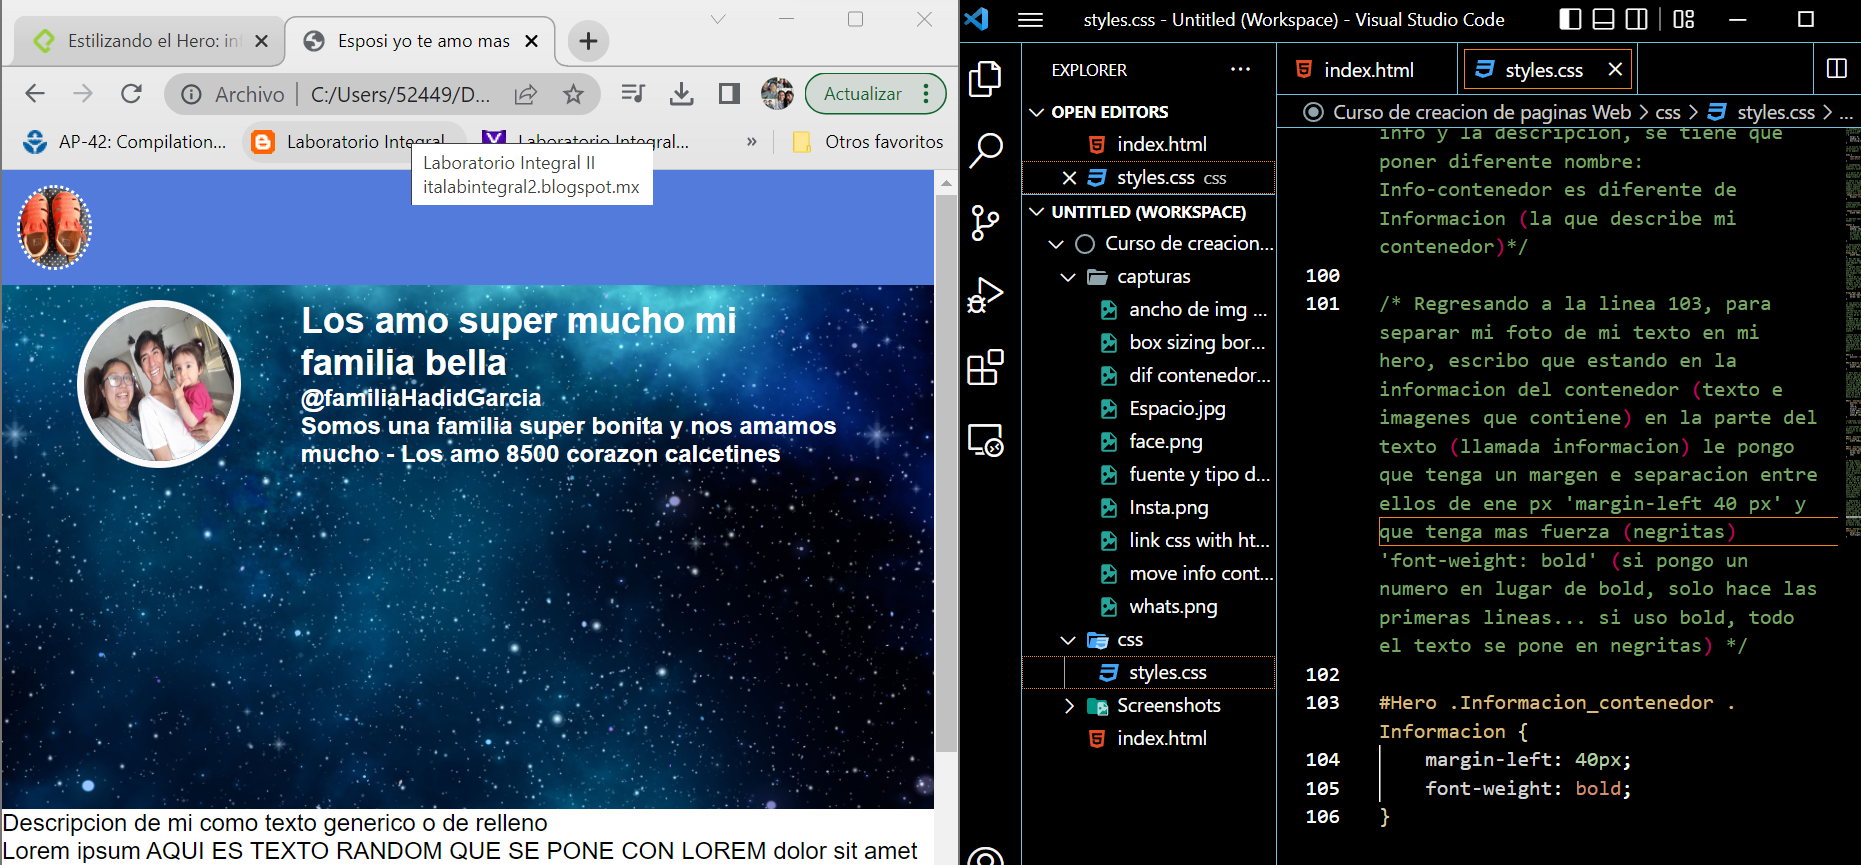 Estilizando el Hero: in
Esposi yo te amo mas
Archivo
C:/Users/52449/D...
Actualizar
AP-42: Compilation...
Laboratorio Integral
Laboratorio Integral...
»
Otros favoritos
Laboratorio Integral II
italabintegral2.blogspot.mx
Los amo super mucho mi
familia bella
@familiaHadidGarcia
Somos una familia super bonita y nos amamos
mucho - Los amo 8500 corazon calcetines
Descripcion de mi como texto generico o de relleno
Lorem ipsum AQUI ES TEXTO RANDOM QUE SE PONE CON LOREM dolor sit amet
styles.css - Untitled (Workspace) - Visual Studio Code
EXPLORER
...
OPEN EDITORS
index.html
styles.css css
UNTITLED (WORKSPACE)
Curso de creacion...
capturas
ancho de img ...
box sizing bor...
dif contenedor...
Espacio.jpg
face.png
fuente y tipo d...
Insta.png
link css with ht...
move info cont...
whats.png
css
styles.css
Screenshots
index.html
index.html
styles.css
Curso de creacion de paginas Web > css > styles.css > ...
info y la descripcion, se tiene que
poner diferente nombre:
Info-contenedor es diferente de
Informacion (la que describe mi
contenedor)*/
100
101 /* Regresando a la linea 103, para
separar mi foto de mi texto en mi
hero, escribo que estando en la
informacion del contenedor (texto e
imagenes que contiene) en la parte del
texto (llamada informacion) le pongo
que tenga un margen e separacion entre
ellos de ene px 'margin-left 40 px' y
que tenga mas fuerza (negritas)
'font-weight: bold' (si pongo un
numero en lugar de bold, solo hace las
primeras lineas... si uso bold, todo
el texto se pone en negritas) */
102
103 #Hero .Informacion_contenedor .
Informacion {
104 margin-left: 40px;
105 font-weight: bold;
106 }